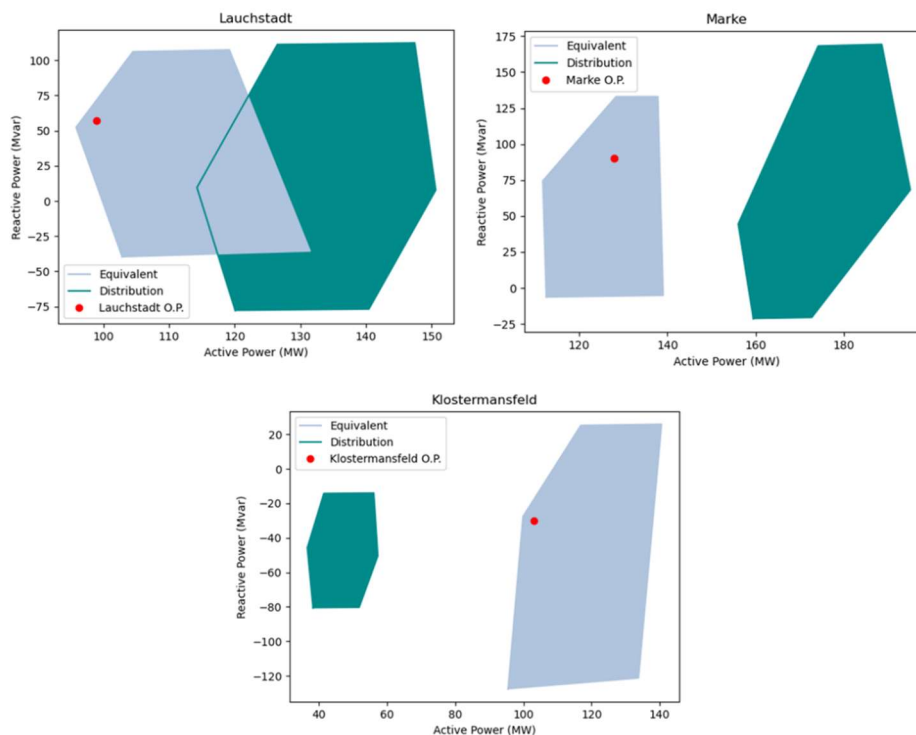 Lauchstadt
Reactive Power (Mvar)
100
75
50
25
0
−25
−50
−75
Equivalent
Distribution
Lauchstadt O.P.
100
110
120
130
140
150
Active Power (MW)
Marke
Reactive Power (Mvar)
175
150
125
100
75
50
25
0
−25
Equivalent
Distribution
Marke O.P.
120
140
160
180
Active Power (MW)
Klostermansfeld
Reactive Power (Mvar)
20
0
−20
−40
−60
−80
−100
−120
Equivalent
Distribution
Klostermansfeld O.P.
40
60
80
100
120
140
Active Power (MW)